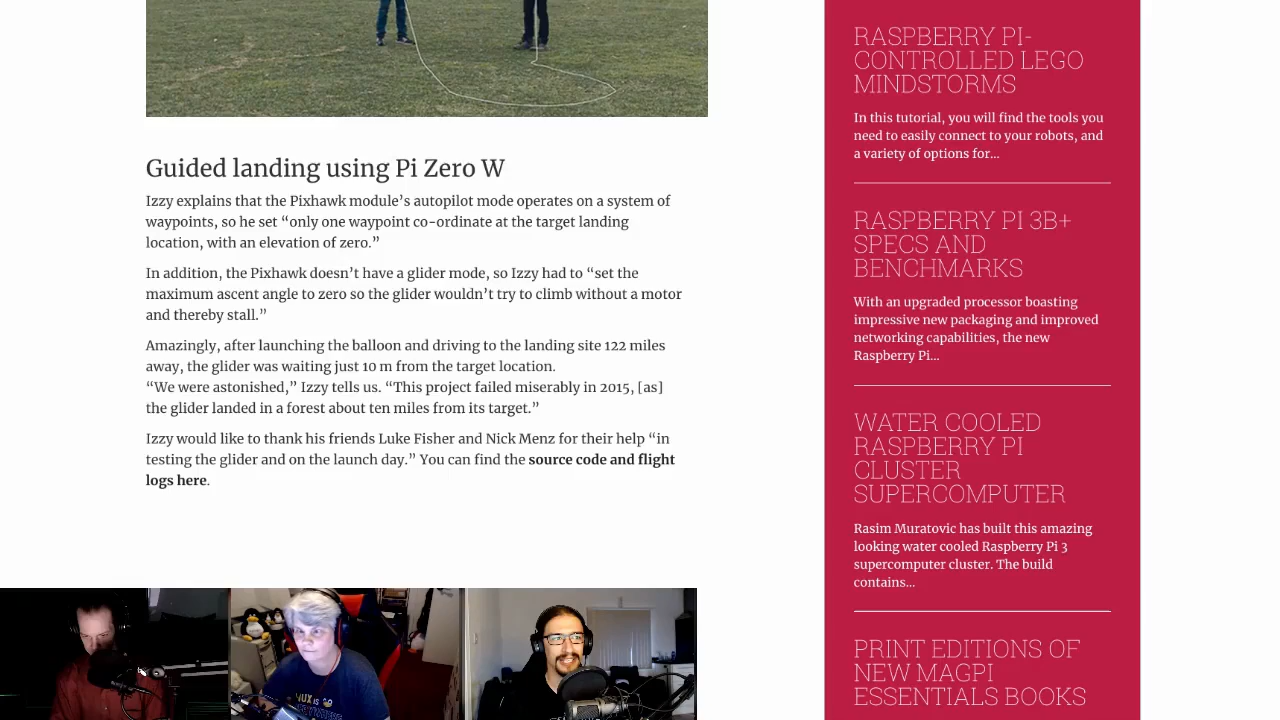 Guided landing using Pi Zero W
Izzy explains that the Pixhawk module’s autopilot mode operates on a system of
waypoints, so he set “only one waypoint co-ordinate at the target landing
location, with an elevation of zero.”
In addition, the Pixhawk doesn’t have a glider mode, so Izzy had to “set the
maximum ascent angle to zero so the glider wouldn’t try to climb without a motor
and thereby stall.”
Amazingly, after launching the balloon and driving to the landing site 122 miles
away, the glider was waiting just 10 m from the target location.
“We were astonished,” Izzy tells us. “This project failed miserably in 2015, [as]
the glider landed in a forest about ten miles from its target.”
Izzy would like to thank his friends Luke Fisher and Nick Menz for their help “in
testing the glider and on the launch day.” You can find the source code and flight
logs here.
RASPBERRY PI-
CONTROLLED LEGO
MINDSTORMS
In this tutorial, you will find the tools you
need to easily connect to your robots, and
a variety of options for...
RASPBERRY PI 3B+
SPECS AND
BENCHMARKS
With an upgraded processor boasting
impressive new packaging and improved
networking capabilities, the new
Raspberry Pi...
WATER COOLED
RASPBERRY PI
CLUSTER
SUPERCOMPUTER
Rasim Muratovic has built this amazing
looking water cooled Raspberry Pi 3
supercomputer cluster. The build
contains...
PRINT EDITIONS OF
NEW MAGPI
ESSENTIALS BOOKS